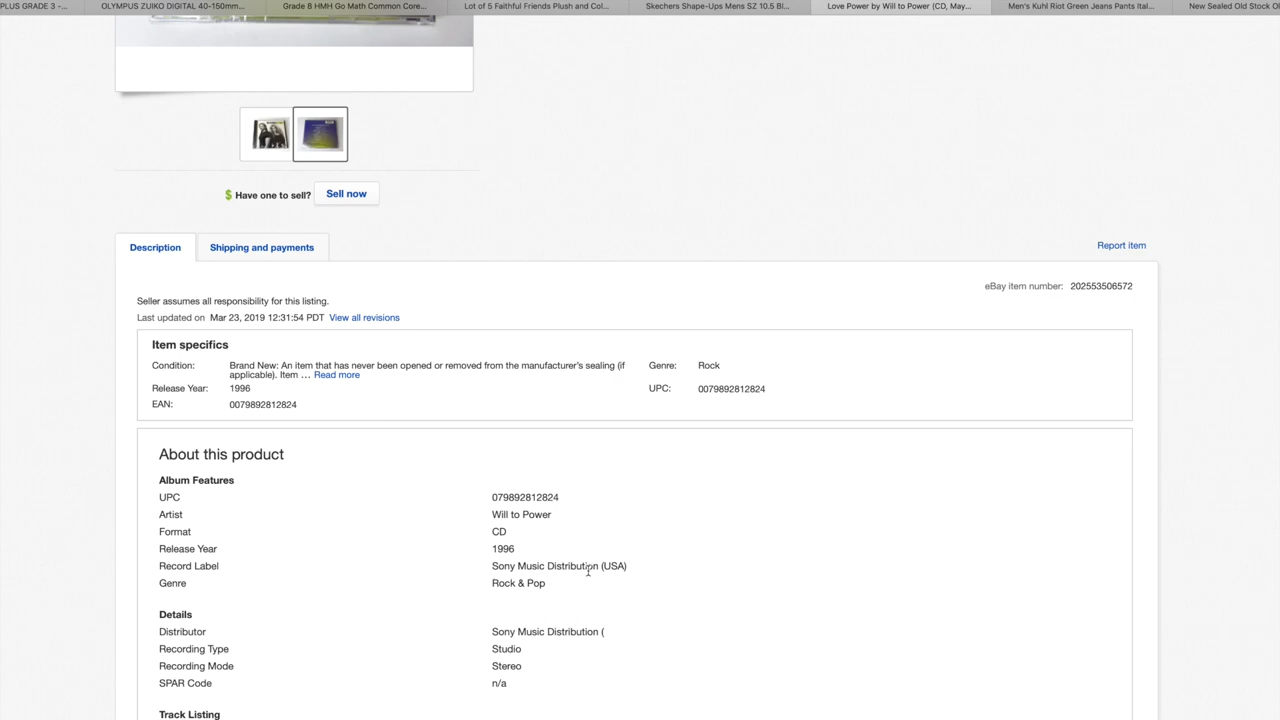 PLUS GRADE 3 –...
OLYMPUS ZUIKO DIGITAL 40-150mm...
Grade 8 HMH Go Math Common Core...
Lot of 5 Faithful Friends Plush and Col...
Skechers Shape-Ups Mens SZ 10.5 Bl...
Love Power by Will to Power (CD, May...
Men's Kuhl Riot Green Jeans Pants Ital...
New Sealed Old Stock Ol
$ Have one to sell? Sell now
Description
Shipping and payments
Report item
eBay item number: 202553506572
Seller assumes all responsibility for this listing.
Last updated on Mar 23, 2019 12:31:54 PDT View all revisions
Item specifics
Condition: Brand New: An item that has never been opened or removed from the manufacturer's sealing (if applicable). Item ... Read more
Genre: Rock
Release Year: 1996
UPC: 0079892812824
EAN: 0079892812824
About this product
Album Features
UPC 079892812824
Artist Will to Power
Format CD
Release Year 1996
Record Label Sony Music Distribution (USA)
Genre Rock & Pop
Details
Distributor Sony Music Distribution (
Recording Type Studio
Recording Mode Stereo
SPAR Code n/a
Track Listing